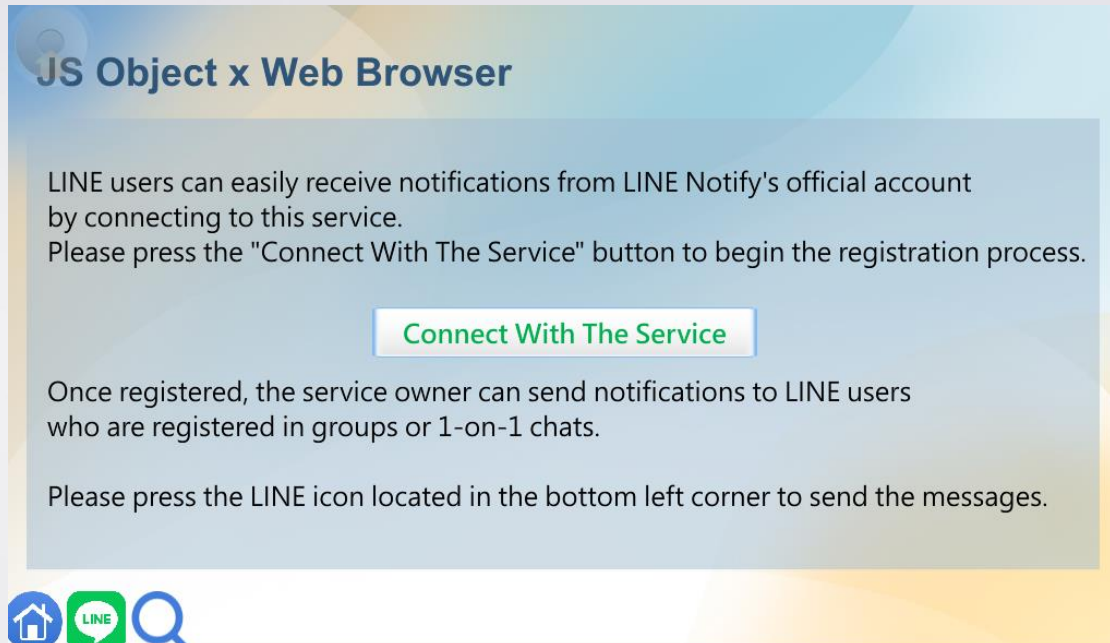 JS Object x Web Browser
LINE users can easily receive notifications from LINE Notify's official account
by connecting to this service.
Please press the "Connect With The Service" button to begin the registration process.
Connect With The Service
Once registered, the service owner can send notifications to LINE users
who are registered in groups or 1-on-1 chats.
Please press the LINE icon located in the bottom left corner to send the messages.
LINE